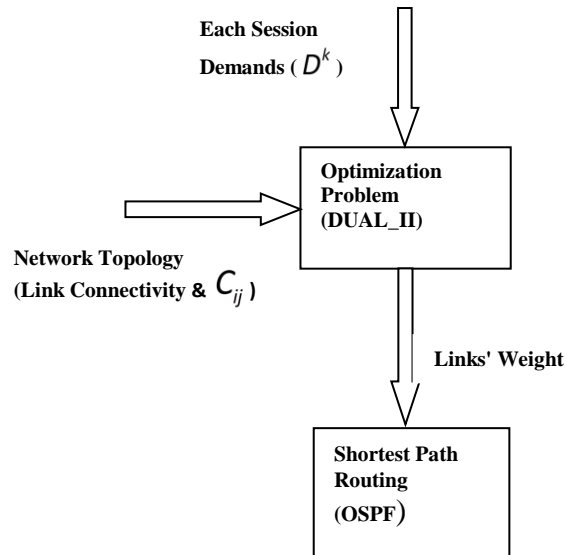 Each Session
Demands ( D^k )
Optimization
Problem
(DUAL_II)
Network Topology
(Link Connectivity & C_ij )
Links' Weight
Shortest Path
Routing
(OSPF)